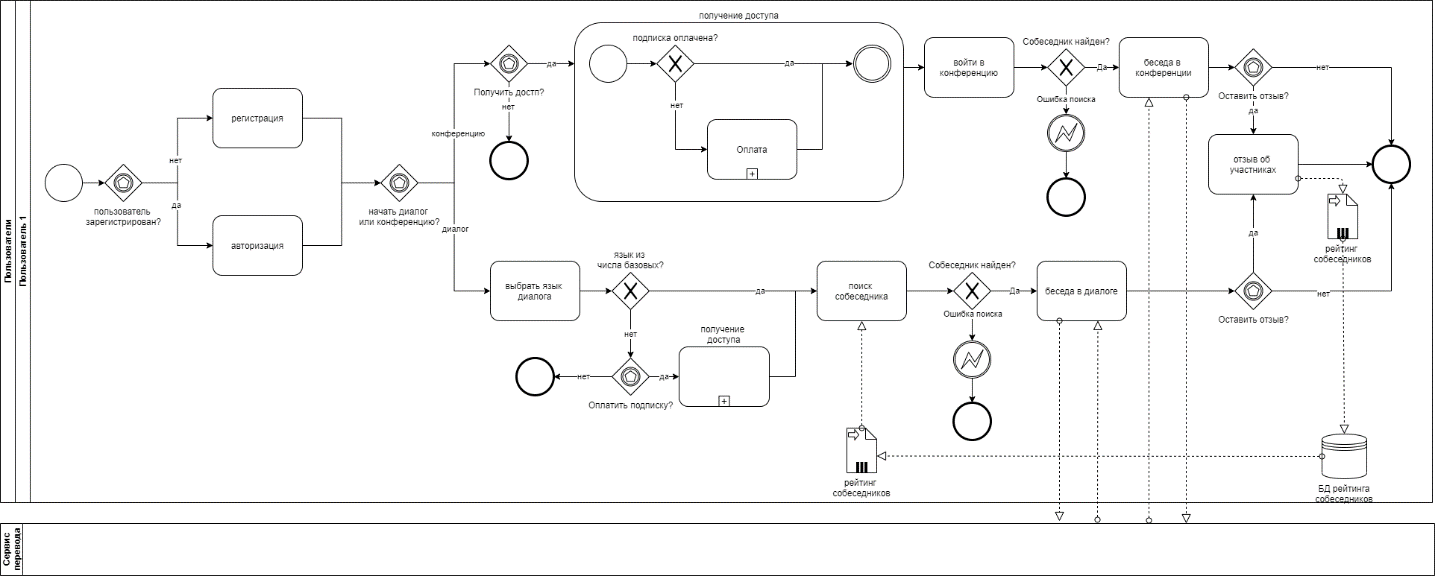 Пользователи
Пользователь 1
пользователь
зарегистрирован?
нет
да
регистрация
авторизация
начать диалог
или конференцию?
конференцию
диалог
Получить достп?
да
нет
получение доступа
подписка оплачена?
да
нет
Оплата
войти в
конференцию
Собеседник найден?
Да
Ошибка поиска
беседа в
конференции
Оставить отзыв?
нет
да
отзыв об
участниках
рейтинг
собеседников
выбрать язык
диалога
язык из
числа базовых?
да
нет
Оплатить подписку?
нет
да
получение
доступа
поиск
собеседника
Собеседник найден?
Да
Ошибка поиска
беседа в диалоге
да
нет
Оставить отзыв?
рейтинг
собеседников
БД рейтинга
собеседников
Сервис
перевода